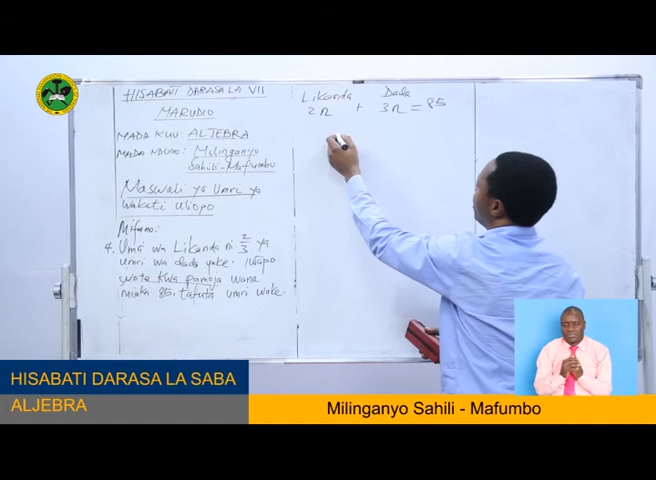 HISABATI DARASA LA VII
MARUDIO
MADA KUU: ALJEBRA
MADA NDOGO: Milinganyo
Sahili - Mafumbo
Maswali ya Umri ya
Wakati Uliopo
Mifano:
4. Umri wa Likanda ni 2/3 ya
umri wa dada yake. Ikiwa
wote kwa pamoja wana
miaka 85, tafuta umri wake.
Likanda Dada
2n + 3n = 85
HISABATI DARASA LA SABA
ALJEBRA
Milinganyo Sahili - Mafumbo